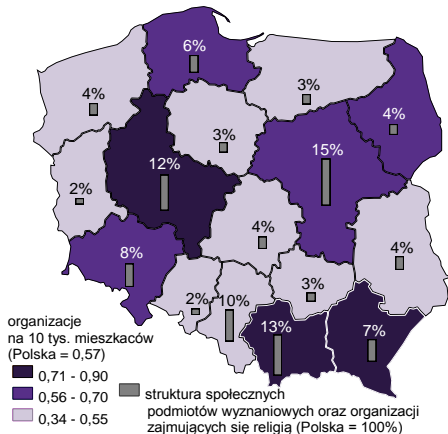 6%
4%
3%
4%
3%
12%
15%
2%
4%
8%
4%
2%
10%
3%
13%
7%
organizacje
na 10 tys. mieszkaców
(Polska = 0,57)
0,71 - 0,90
0,56 - 0,70
0,34 - 0,55
struktura społecznych
podmiotów wyznaniowych oraz organizacji
zajmujących się religią (Polska = 100%)